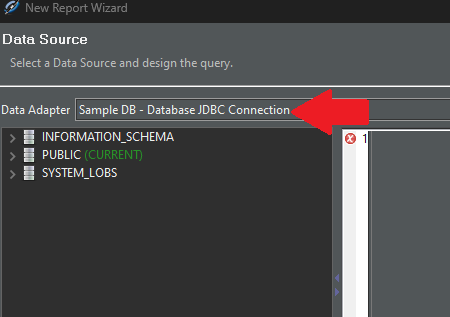 New Report Wizard
Data Source
Select a Data Source and design the query.
Data Adapter Sample DB - Database JDBC Connection
INFORMATION_SCHEMA 1
PUBLIC (CURRENT)
SYSTEM_LOBS